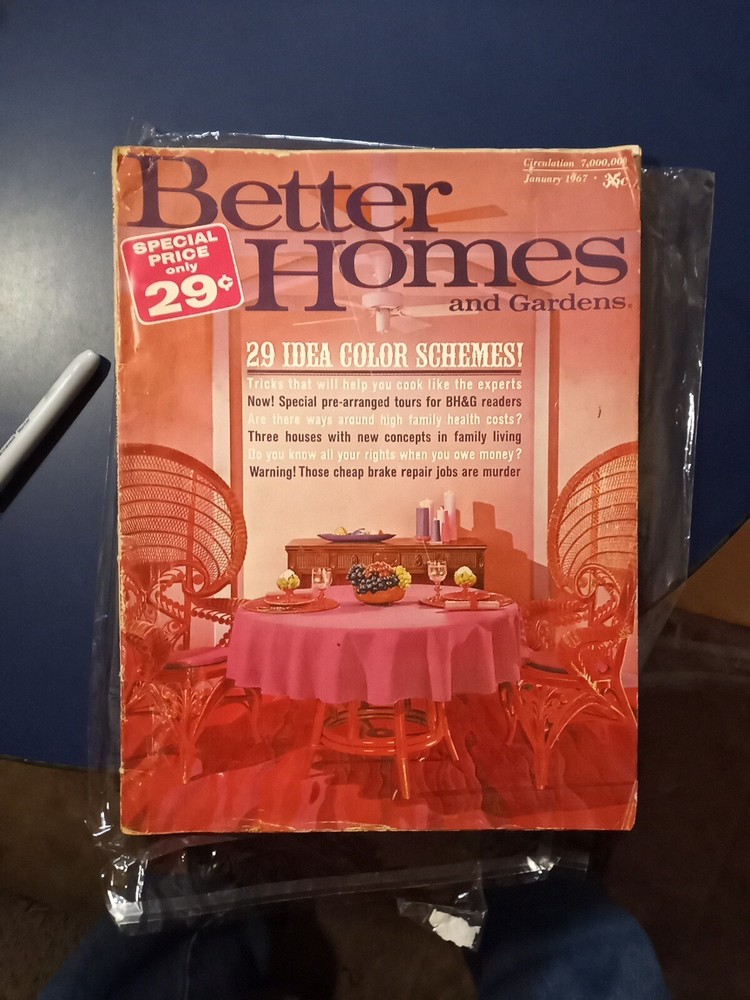 Circulation 7,000,000
January 1967 · 35¢
Better
Homes
and Gardens
SPECIAL
PRICE
only
29¢
29 IDEA COLOR SCHEMES!
Tricks that will help you cook like the experts
Now! Special pre-arranged tours for BH&G readers
Are there ways around high family health costs?
Three houses with new concepts in family living
Do you know all your rights when you owe money?
Warning! Those cheap brake repair jobs are murder